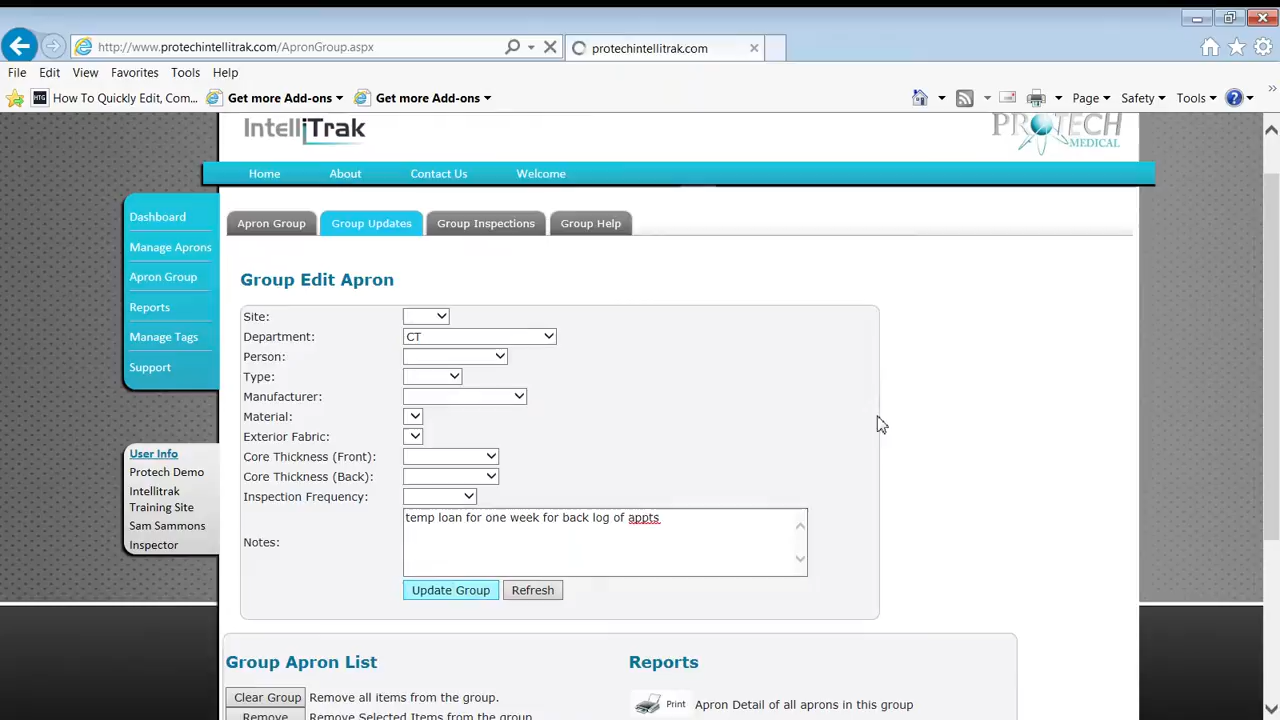 http://www.protechintellitrak.com/ApronGroup.aspx
protechintellitrak.com
File Edit View Favorites Tools Help
HTG How To Quickly Edit, Com... Get more Add-ons Get more Add-ons Page Safety Tools
IntelliTrak
PROTECH
MEDICAL
Home About Contact Us Welcome
Dashboard
Manage Aprons
Apron Group
Reports
Manage Tags
Support
User Info
Protech Demo
Intellitrak
Training Site
Sam Sammons
Inspector
Apron Group Group Updates Group Inspections Group Help
Group Edit Apron
Site:
Department: CT
Person:
Type:
Manufacturer:
Material:
Exterior Fabric:
Core Thickness (Front):
Core Thickness (Back):
Inspection Frequency:
temp loan for one week for back log of appts
Notes:
Update Group Refresh
Group Apron List
Clear Group Remove all items from the group.
Remove Remove Selected Items from the group
Reports
Print Apron Detail of all aprons in this group